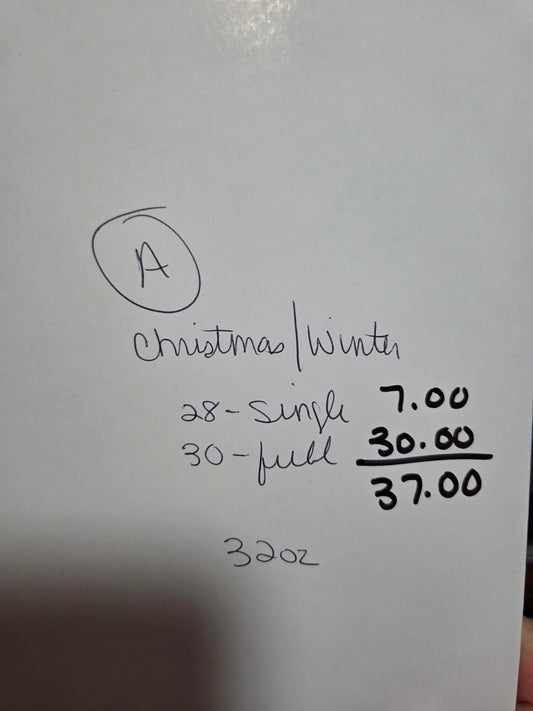 A
Christmas/Winter
28-single 7.00
30-full 30.00
37.00
32oz